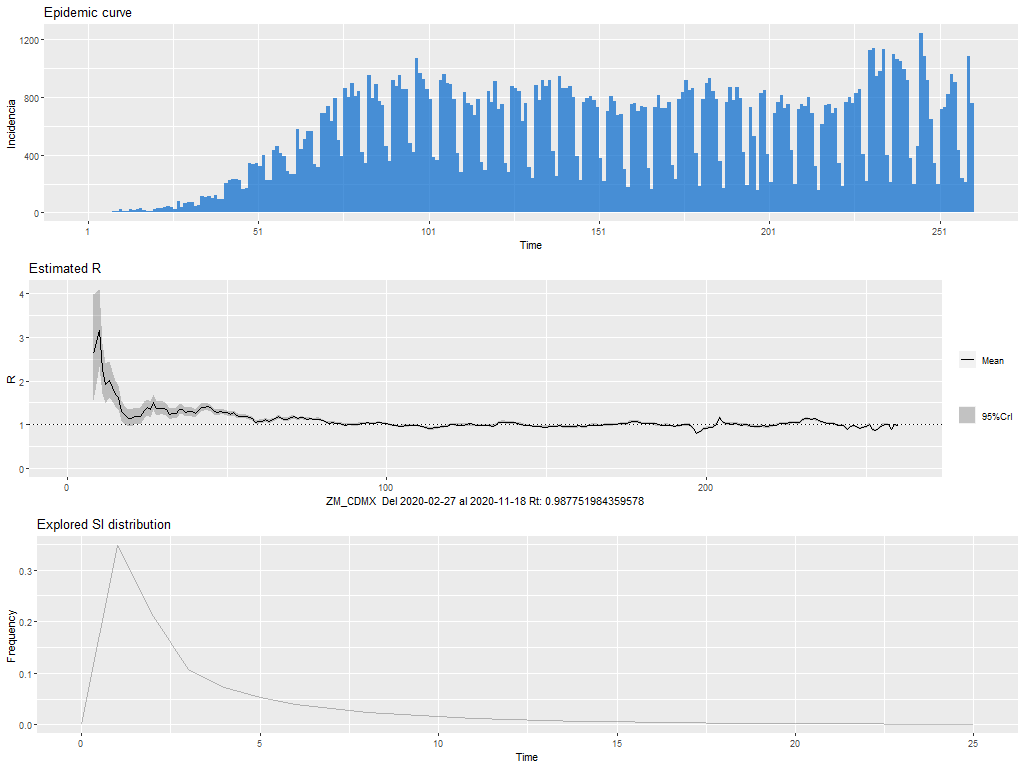 Epidemic curve
1200
800
400
0
Incidencia
1 51 101 151 201 251
Time
Estimated R
4
3
2
1
0
R
0 100 200
ZM_CDMX Del 2020-02-27 al 2020-11-18 Rt: 0.987751984359578
Mean
95%CrI
Explored SI distribution
0.3
0.2
0.1
0.0
Frequency
0 5 10 15 20 25
Time